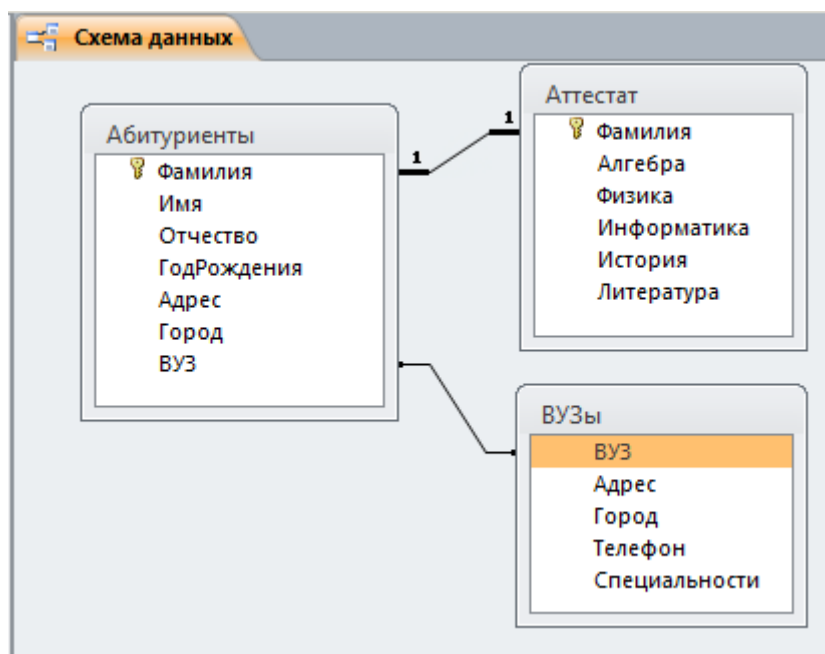 Схема данных
Абитуриенты
Фамилия
Имя
Отчество
ГодРождения
Адрес
Город
ВУЗ
1
1
Аттестат
Фамилия
Алгебра
Физика
Информатика
История
Литература
ВУЗы
ВУЗ
Адрес
Город
Телефон
Специальности